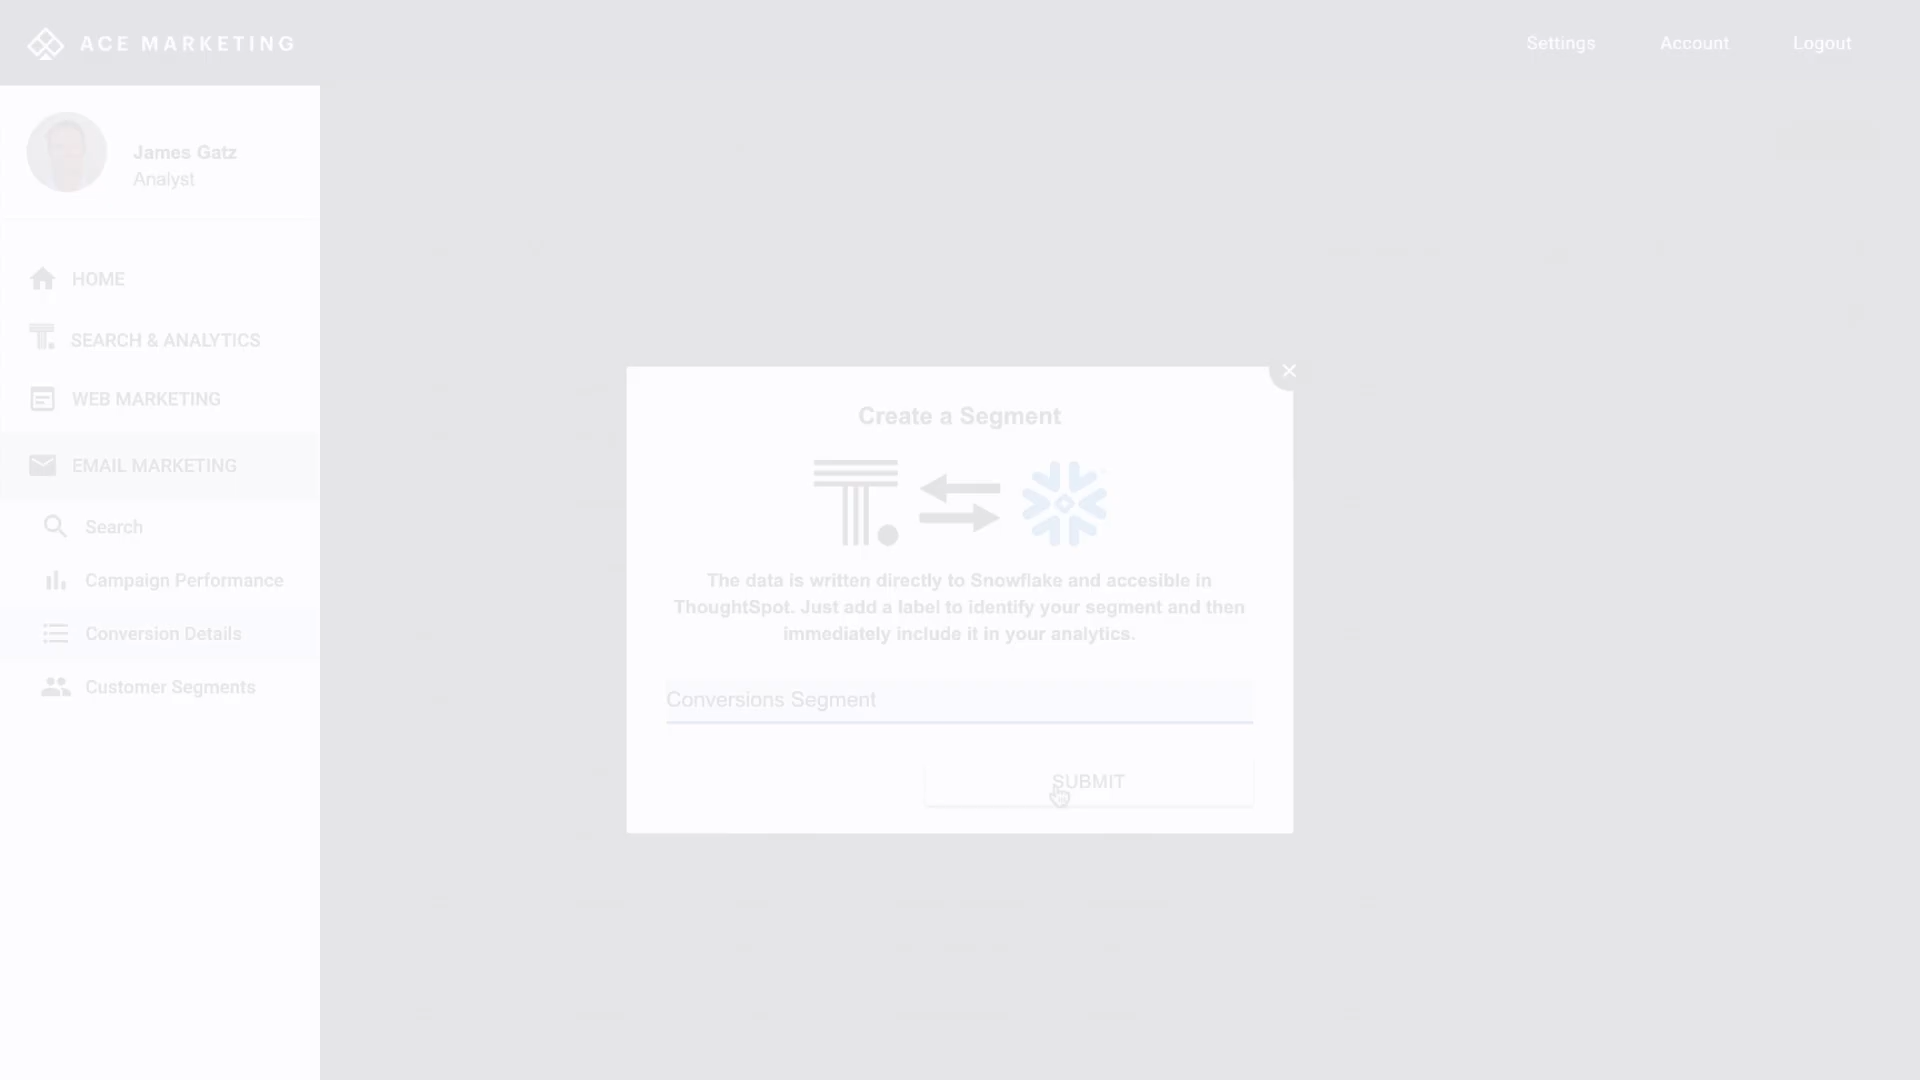 ACE MARKETING
Settings
Account
Logout
James Gatz
Analyst
HOME
SEARCH & ANALYTICS
WEB MARKETING
EMAIL MARKETING
Search
Campaign Performance
Conversion Details
Customer Segments
Create a Segment
The data is written directly to Snowflake and accesible in
ThoughtSpot. Just add a label to identify your segment and then
immediately include it in your analytics.
Conversions Segment
SUBMIT